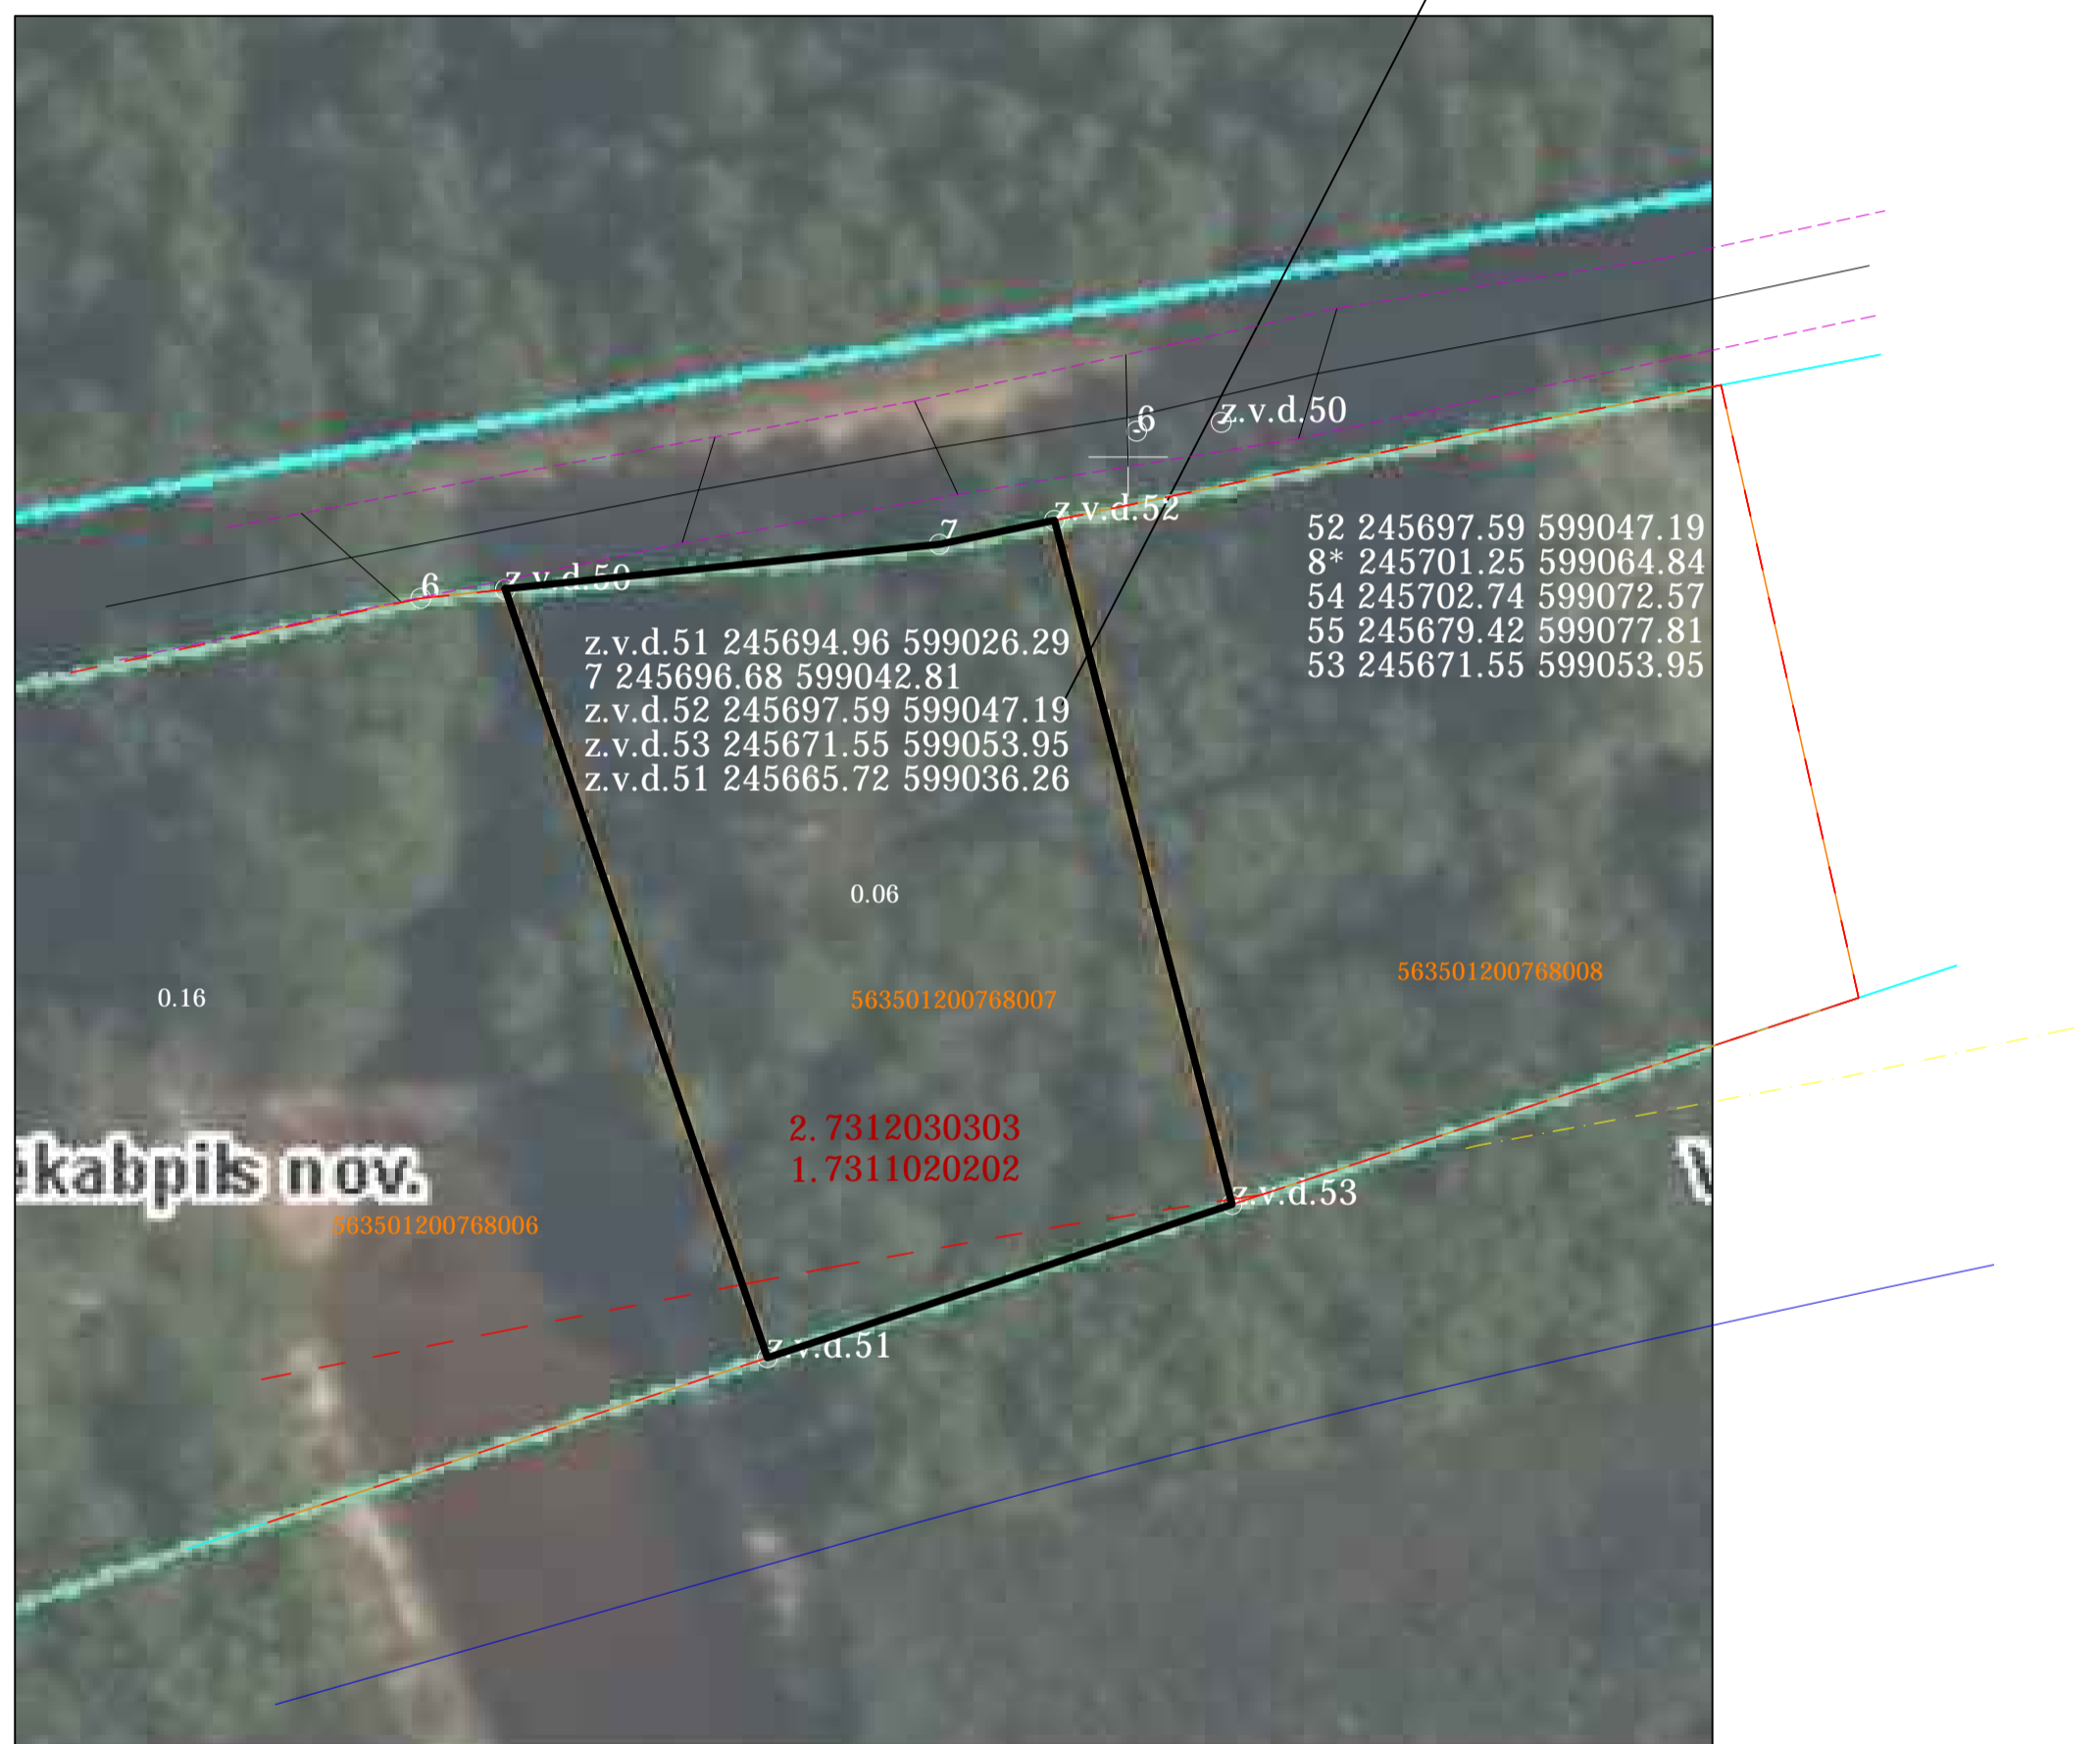 6
z.v.d.50
z.v.d.52
7
6
z.v.d.50
52 245697.59 599047.19
8* 245701.25 599064.84
54 245702.74 599072.57
55 245679.42 599077.81
53 245671.55 599053.95
z.v.d.51 245694.96 599026.29
7 245696.68 599042.81
z.v.d.52 245697.59 599047.19
z.v.d.53 245671.55 599053.95
z.v.d.51 245665.72 599036.26
0.06
0.16
563501200768008
563501200768007
2. 7312030303
1. 7311020202
ekabpils nov.
z.v.d.53
563501200768006
z.v.d.51